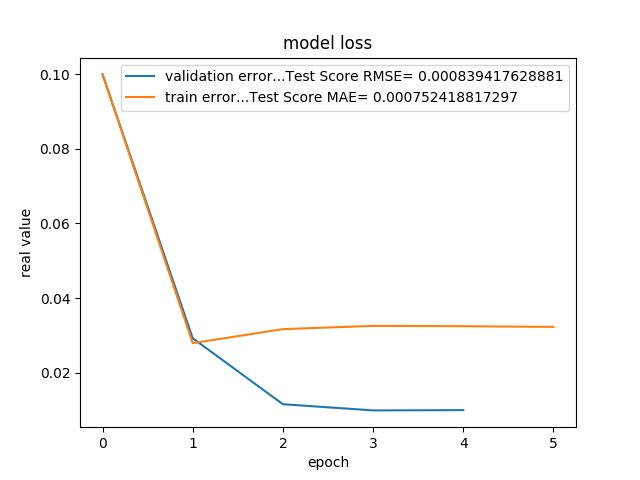 model loss
validation error...Test Score RMSE= 0.000839417628881
train error...Test Score MAE= 0.000752418817297
0.10
0.08
0.06
0.04
0.02
real value
0 1 2 3 4 5
epoch